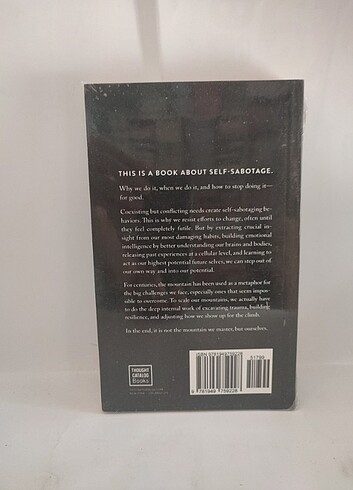 THIS IS A BOOK ABOUT SELF-SABOTAGE.
Why we do it, when we do it, and how to stop doing it—
for good.
Coexisting but conflicting needs create self-sabotaging be-
haviors. This is why we resist efforts to change, often until
they feel completely futile. But by extracting crucial in-
sight from our most damaging habits, building emotional
intelligence by better understanding our brains and bodies,
releasing past experiences at a cellular level, and learning to
act as our highest potential future selves, we can step out of
our own way and into our potential.
For centuries, the mountain has been used as a metaphor for
the big challenges we face, especially ones that seem impos-
sible to overcome. To scale our mountains, we actually have
to do the deep internal work of excavating trauma, building
resilience, and adjusting how we show up for the climb.
In the end, it is not the mountains we master, but ourselves.
THOUGHT
CATALOG
Books
51799
9 781949 759228